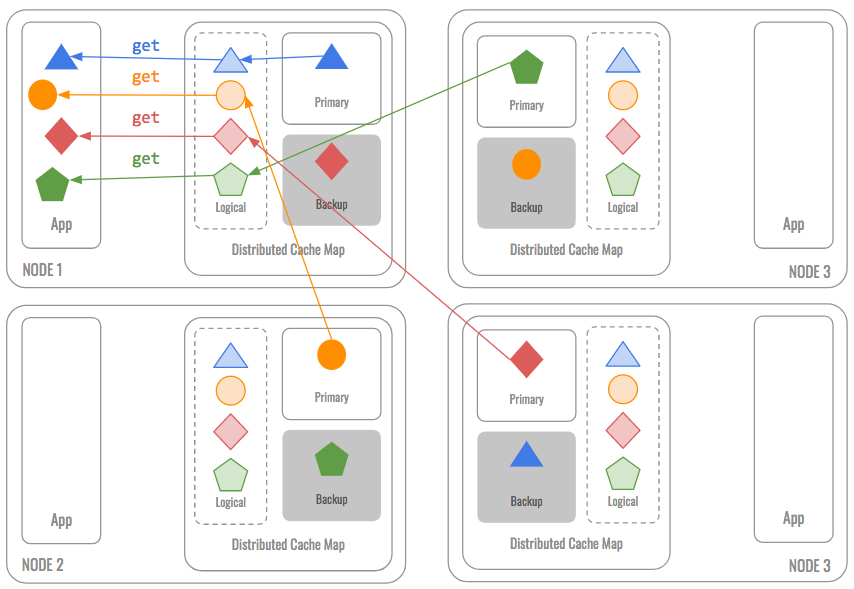 get
get
get
get
Primary
Backup
Logical
App
Distributed Cache Map
NODE 1
Primary
Backup
Logical
App
Distributed Cache Map
NODE 3
Primary
Backup
Logical
App
Distributed Cache Map
NODE 2
Primary
Backup
Logical
App
Distributed Cache Map
NODE 3